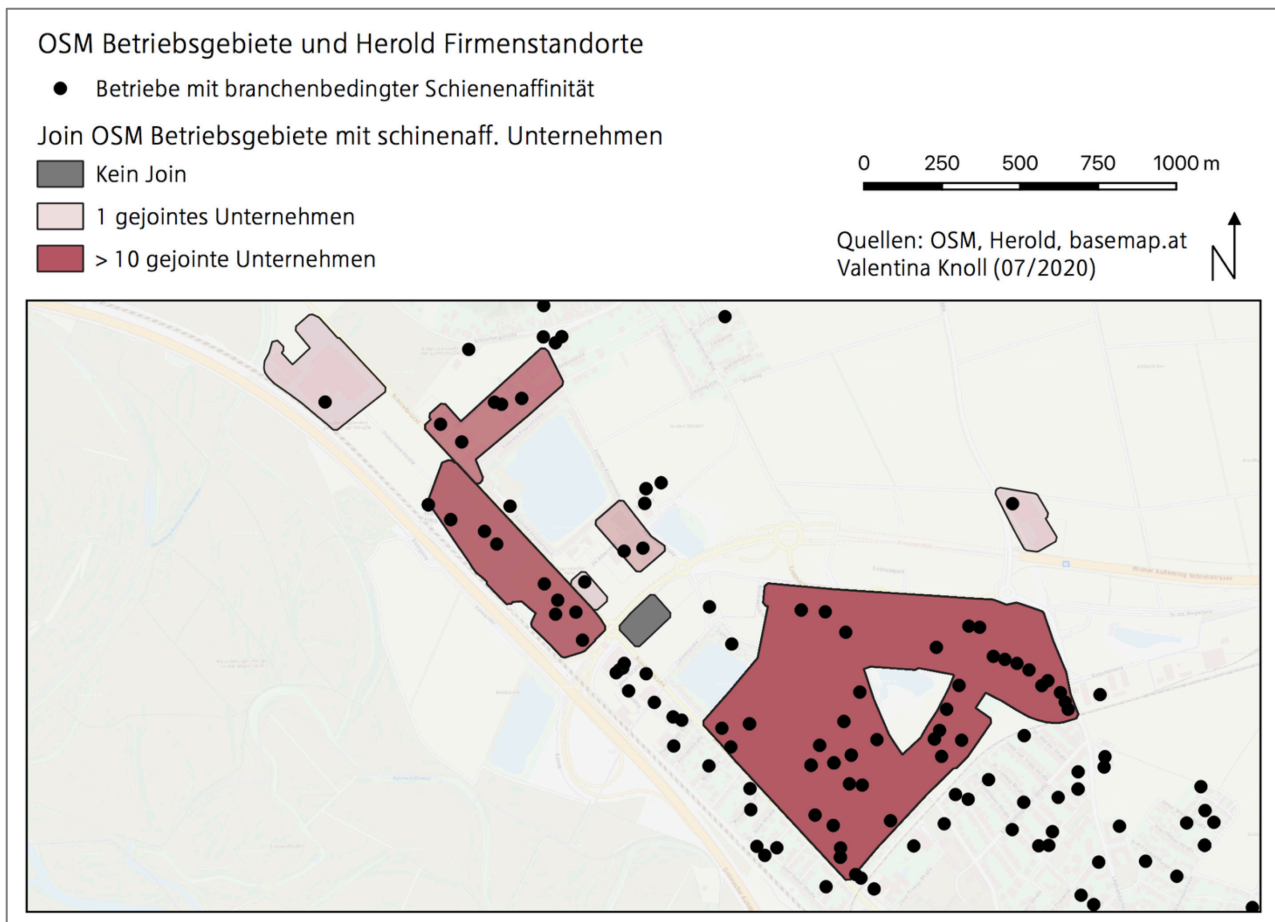 OSM Betriebsgebiete und Herold Firmenstandorte
Betriebe mit branchenbedingter Schienenaffinität
Join OSM Betriebsgebiete mit schinenaff. Unternehmen
Kein Join
1 gejointes Unternehmen
> 10 gejointe Unternehmen
0 250 500 750 1000 m
Quellen: OSM, Herold, basemap.at
Valentina Knoll (07/2020)
N